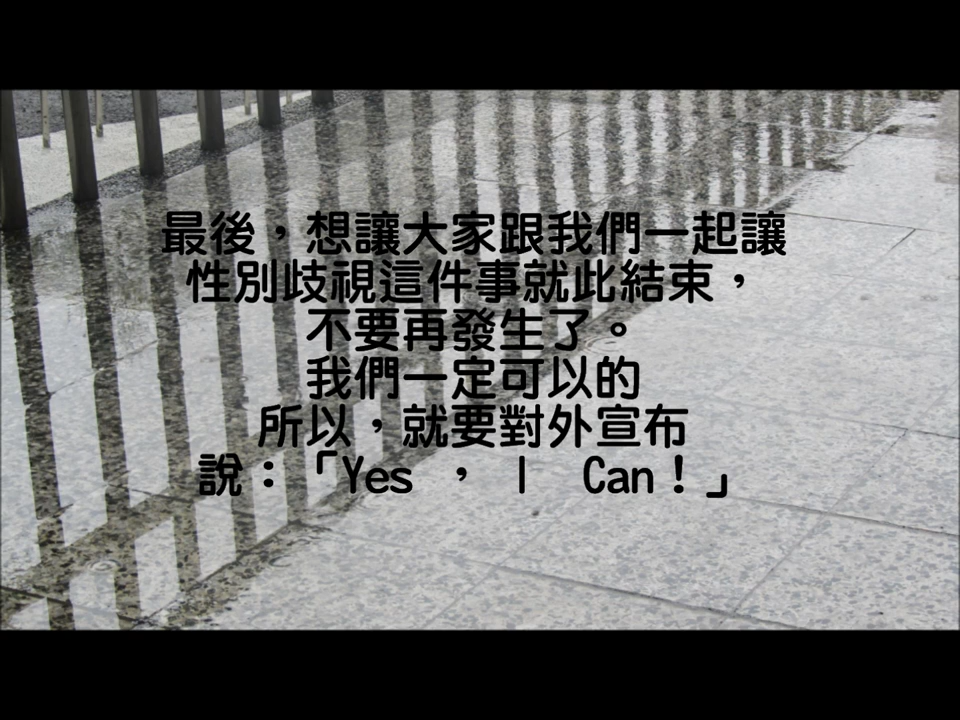 最後，想讓大家跟我們一起讓
性別歧視這件事就此結束，
不要再發生了。
我們一定可以的
所以，就要對外宣布
說：「Yes ， I Can！」